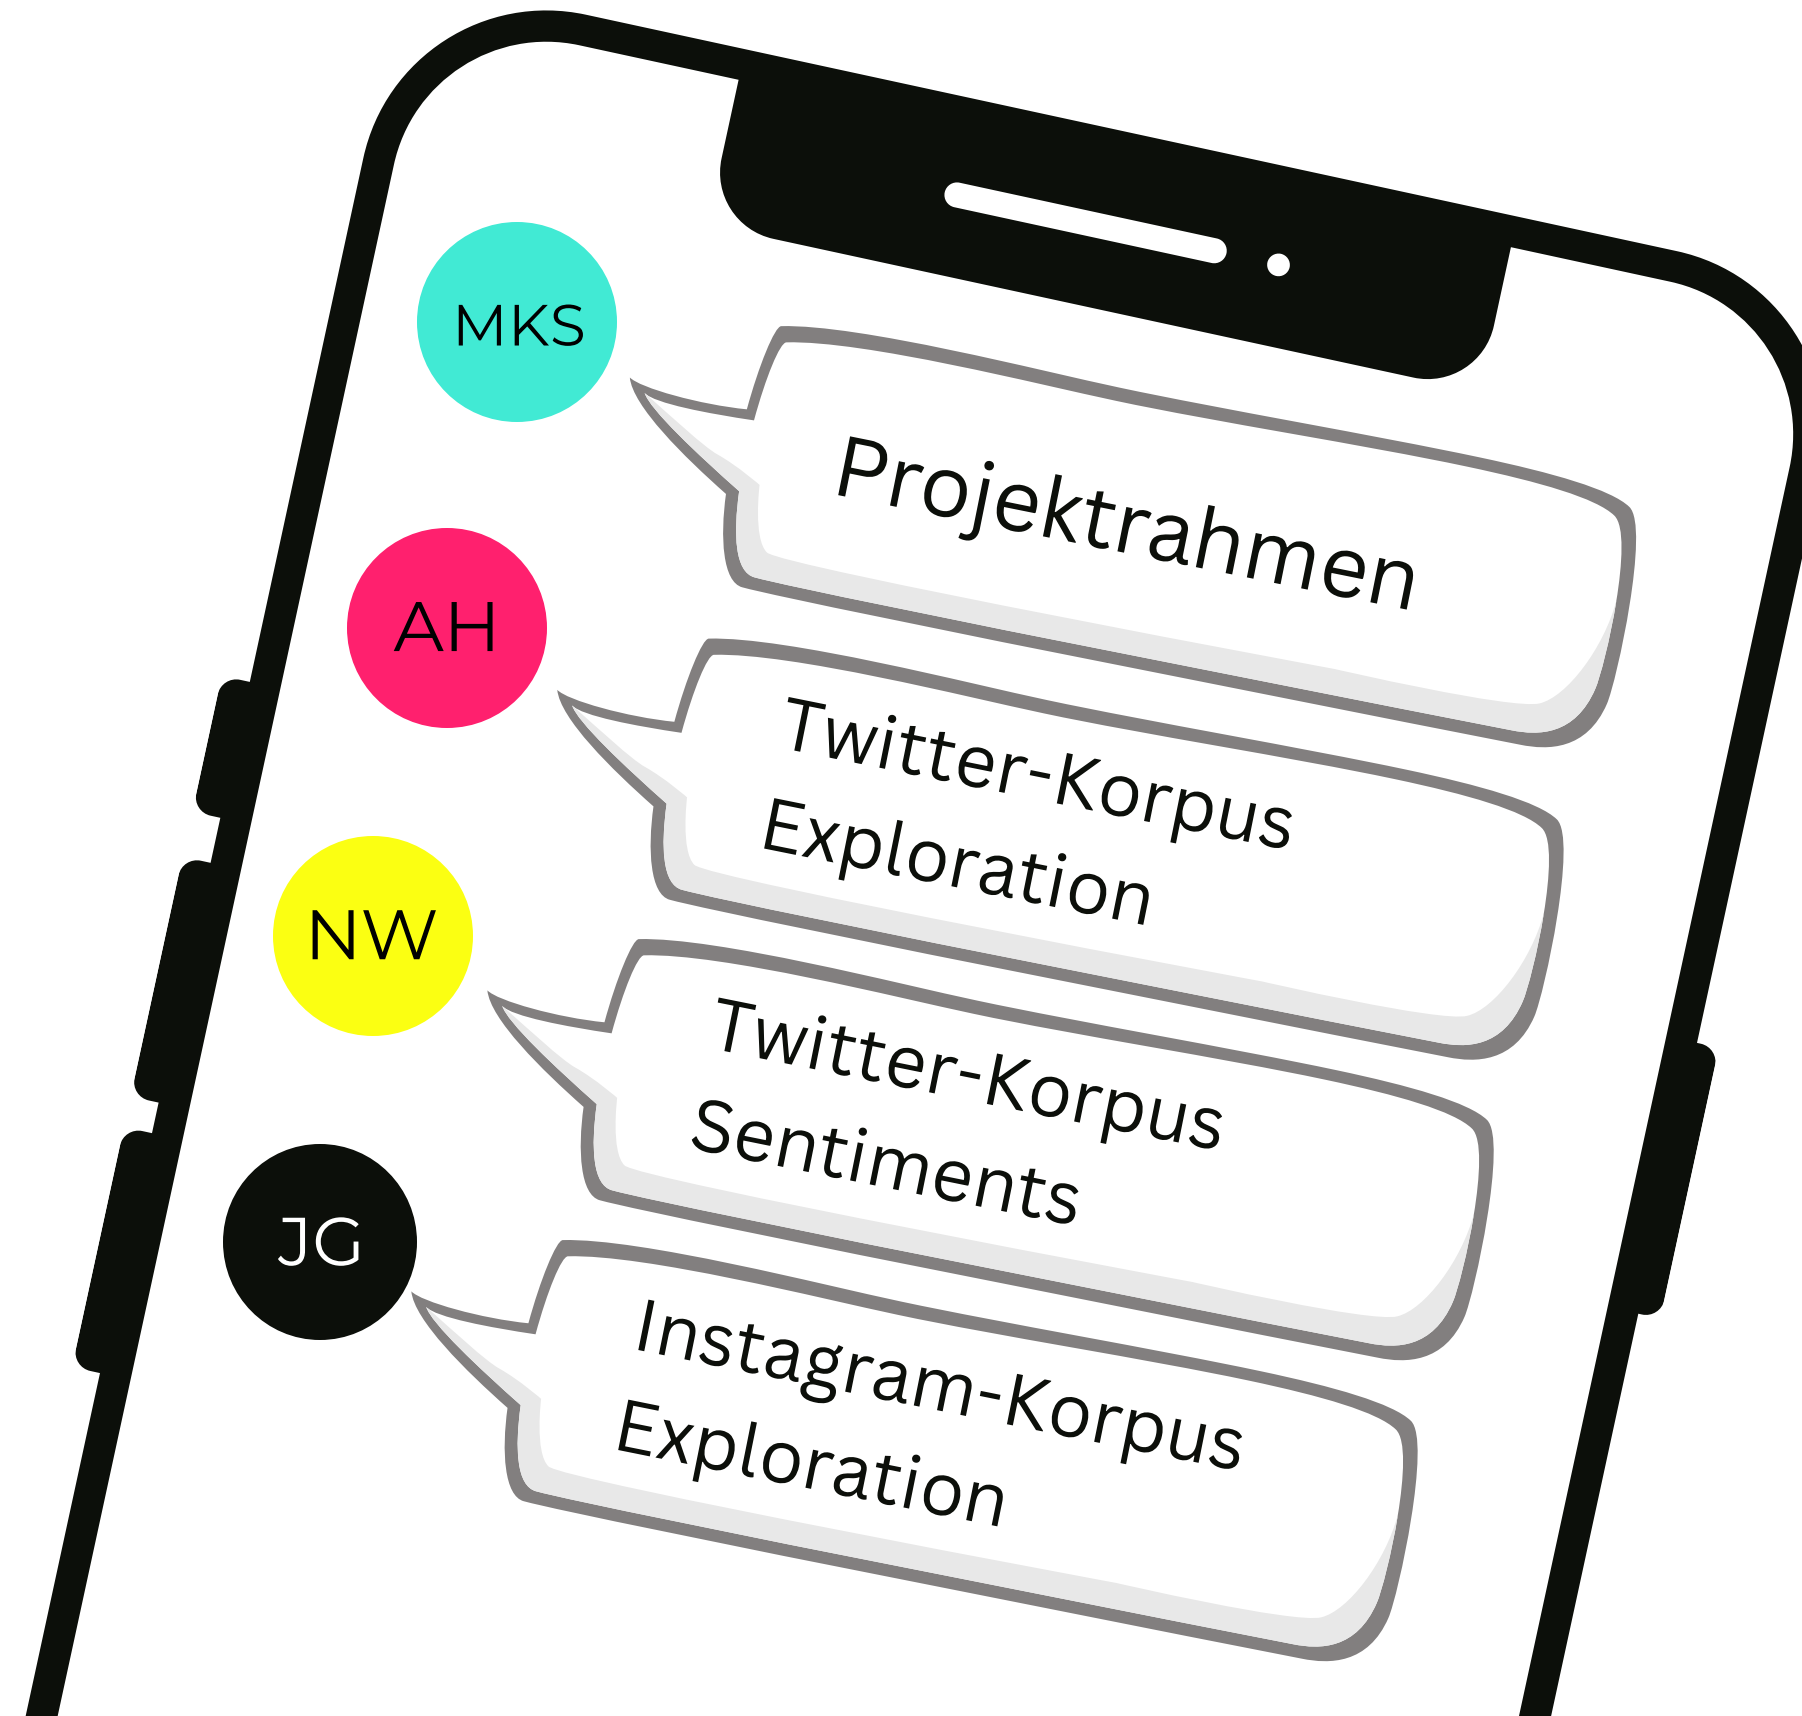 MKS
Projektrahmen
AH
Twitter-Korpus
Exploration
NW
Twitter-Korpus
Sentiments
JG
Instagram-Korpus
Exploration